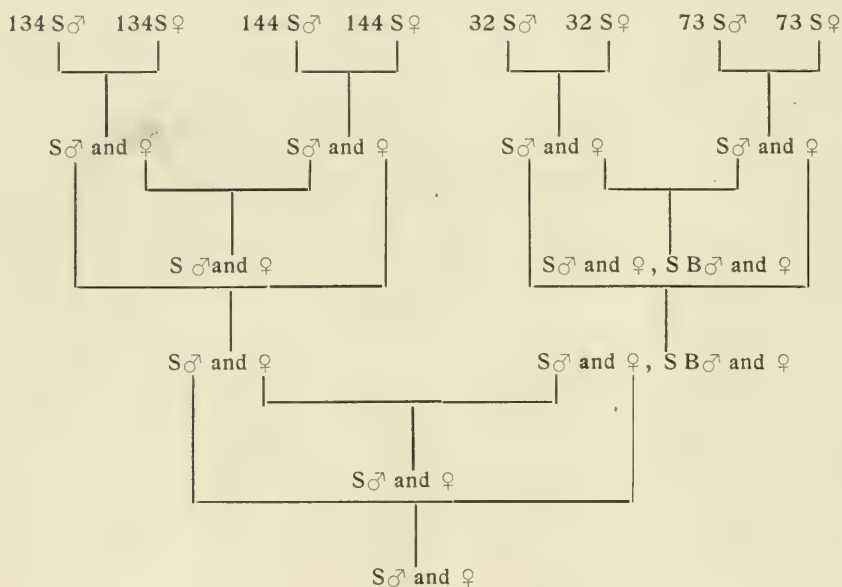 134 S♂ 134S♀ 144 S♂ 144 S♀ 32 S♂ 32 S♀ 73 S♂ 73 S♀
S♂ and ♀ S♂ and ♀ S♂ and ♀ S♂ and ♀
S ♂and ♀ S♂ and ♀, S B♂ and ♀
S♂ and ♀ S♂ and ♀, S B♂ and ♀
S♂ and ♀
S♂ and ♀